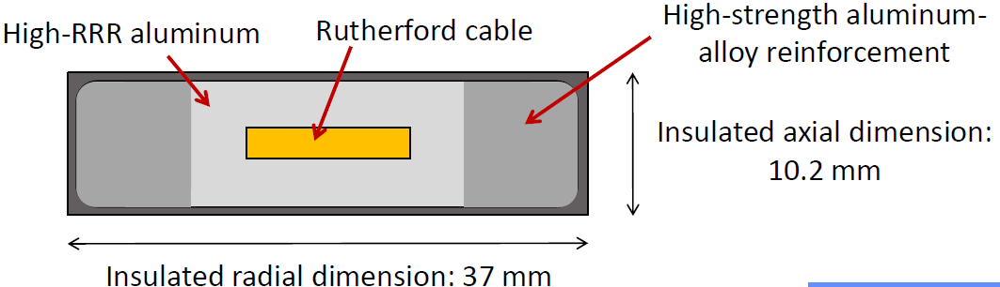 High-RRR aluminum
Rutherford cable
High-strength aluminum-
alloy reinforcement
Insulated axial dimension:
10.2 mm
Insulated radial dimension: 37 mm